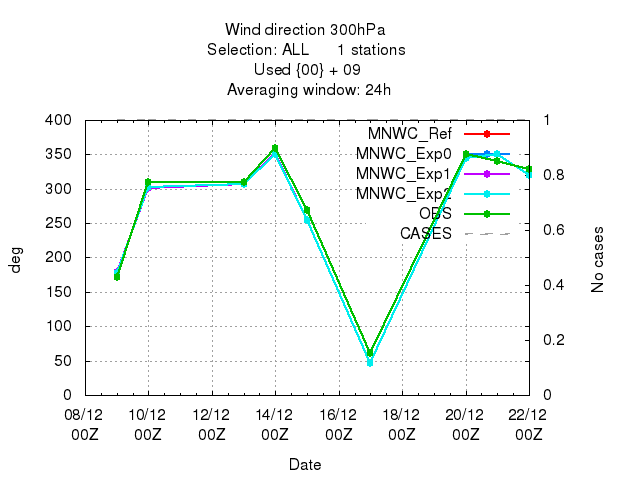 Wind direction 300hPa
Selection: ALL 1 stations
Used {00} + 09
Averaging window: 24h
400
350
300
250
200
150
100
50
0
deg
1
0.8
0.6
0.4
0.2
0
No cases
MNWC_Ref
MNWC_Exp0
MNWC_Exp1
MNWC_Exp2
OBS
CASES
08/12 10/12 12/12 14/12 16/12 18/12 20/12 22/12
00Z 00Z 00Z 00Z 00Z 00Z 00Z 00Z
Date